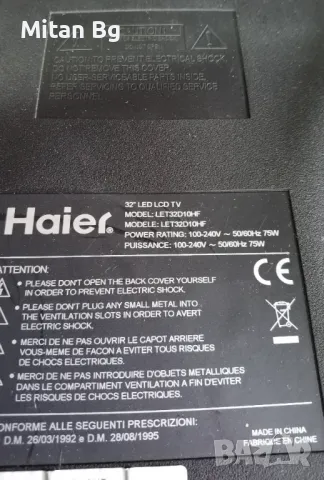 Mitan Bg
CAUTION
CAUTION TO PREVENT ELECTRICAL SHOCK,
DO NOT REMOVE THIS COVER.
NO USER-SERVICEABLE PARTS INSIDE,
REFER SERVICING TO QUALIFIED SERVICE
PERSONNEL.
Haier
32" LED LCD TV
MODEL: LET32D10HF
MODELE: LET32D10HF
POWER RATING: 100-240V ~ 50/60Hz 75W
PUISSANCE: 100-240V ~ 50/60Hz 75W
ATTENTION:
PLEASE DON'T OPEN THE BACK COVER YOURSELF
IN ORDER TO PREVENT ELECTRIC SHOCK.
PLEASE DON'T PLUG ANY SMALL METAL INTO
THE VENTILATION SLOTS IN ORDER TO AVERT
ELECTRIC SHOCK.
CE
MERCI DE NE PAS OUVRIR LE CAPOT ARRIERE
VOUS-MEME DE FACON A EVITER TOUS RISQUES
DE CHOCS ELECTRIQUES.
MERCI DE NE PAS INTRODUIRE D'OBJETS METALLIQUES
DANS LE COMPARTIMENT VENTILATION A FIN D'EVITER
LES RISQUES DE CHOCS ELECTRIQUES.
CONFORME ALLE SEGUENTI PRESCRIZIONI:
D.M. 26/03/1992 e D.M. 28/08/1995
MADE IN CHINA
FABRIQUE EN CHINE